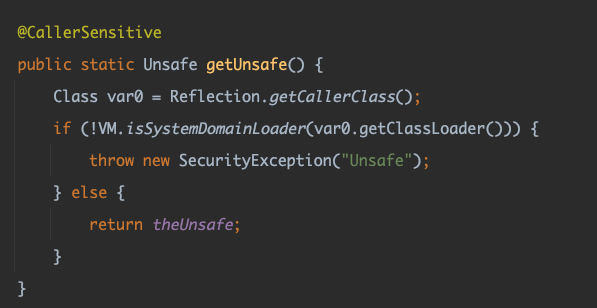 @CallerSensitive
public static Unsafe getUnsafe() {
    Class var0 = Reflection.getCallerClass();
    if (!VM.isSystemDomainLoader(var0.getClassLoader())) {
        throw new SecurityException("Unsafe");
    } else {
        return theUnsafe;
    }
}